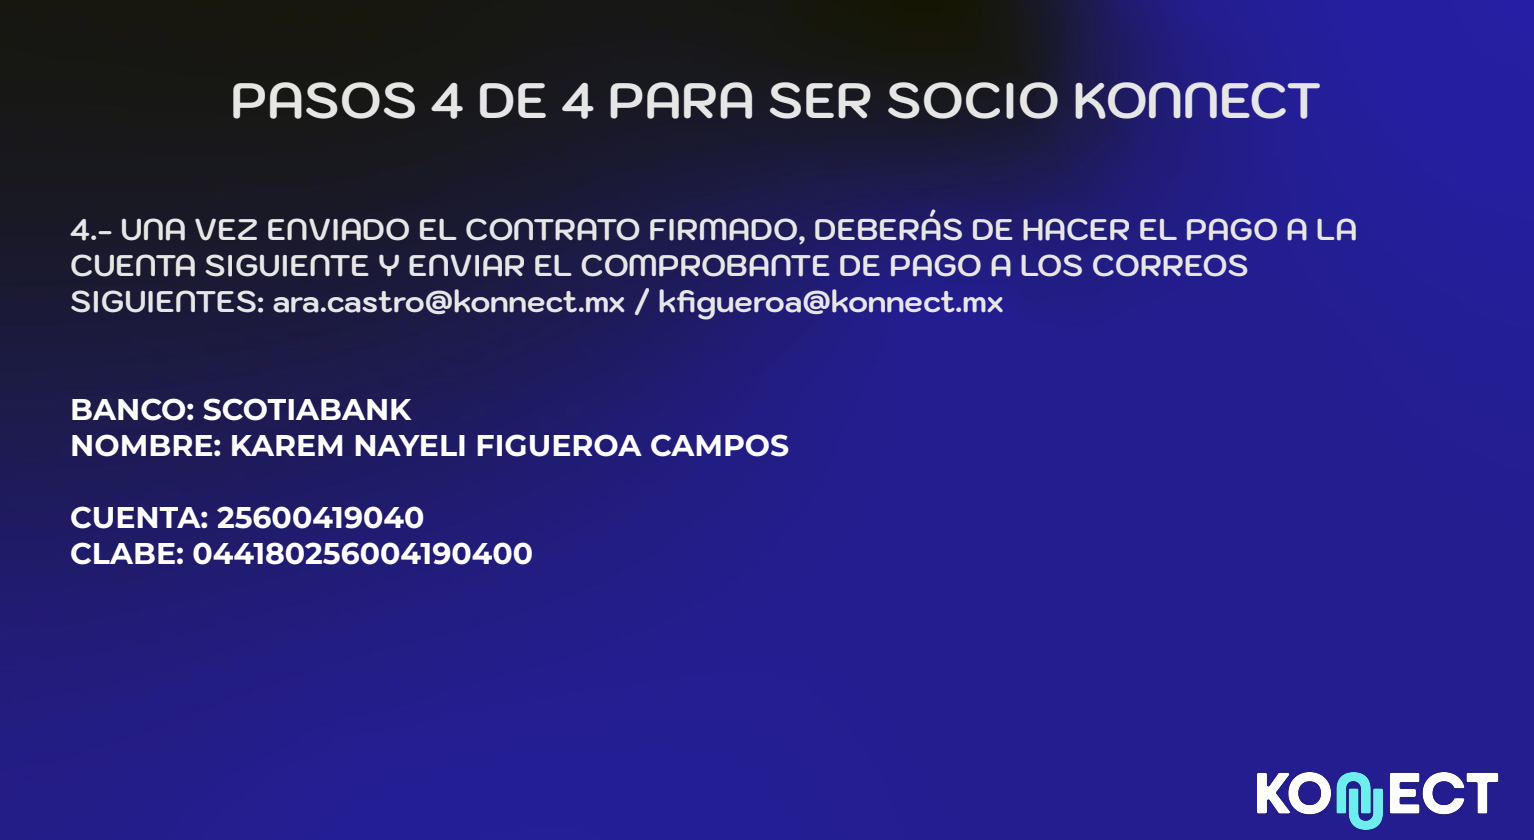 PASOS 4 DE 4 PARA SER SOCIO KONNECT
4.- UNA VEZ ENVIADO EL CONTRATO FIRMADO, DEBERÁS DE HACER EL PAGO A LA
CUENTA SIGUIENTE Y ENVIAR EL COMPROBANTE DE PAGO A LOS CORREOS
SIGUIENTES: ara.castro@konnect.mx / kfigueroa@konnect.mx
BANCO: SCOTIABANK
NOMBRE: KAREM NAYELI FIGUEROA CAMPOS
CUENTA: 25600419040
CLABE: 044180256004190400
KONNECT